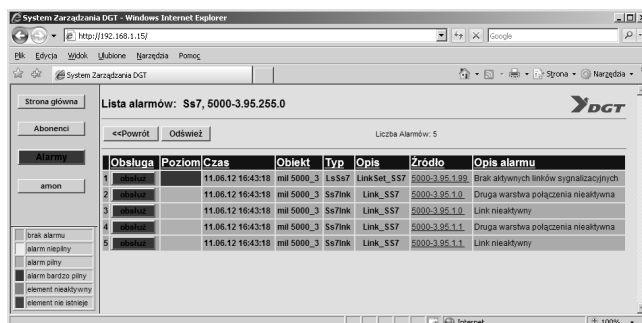 System Zarządzania DGT - Windows Internet Explorer
http://192.168.1.15/
Google
Plik Edycja Widok Ulubione Narzędzia Pomoc
System Zarządzania DGT
Strona Narzędzia
Strona główna
Abonenci
Alarmy
amon
Lista alarmów: Ss7, 5000-3.95.255.0
DGT
<<Powrót Odśwież Liczba Alarmów: 5
Obsługa Poziom Czas Obiekt Typ Opis Źródło Opis alarmu
1 obsłuż 11.06.12 16:43:18 mil 5000_3 LsSs7 LinkSet_SS7 5000-3.95.1.99 Brak aktywnych linków sygnalizacyjnych
2 obsłuż 11.06.12 16:43:18 mil 5000_3 Ss7lnk Link_SS7 5000-3.95.1.0 Druga warstwa połączenia nieaktywna
3 obsłuż 11.06.12 16:43:18 mil 5000_3 Ss7lnk Link_SS7 5000-3.95.1.0 Link nieaktywny
4 obsłuż 11.06.12 16:43:18 mil 5000_3 Ss7lnk Link_SS7 5000-3.95.1.1 Druga warstwa połączenia nieaktywna
5 obsłuż 11.06.12 16:43:18 mil 5000_3 Ss7lnk Link_SS7 5000-3.95.1.1 Link nieaktywny
brak alarmu
alarm niepilny
alarm pilny
alarm bardzo pilny
element nieaktywny
element nie istnieje
Internet 100%